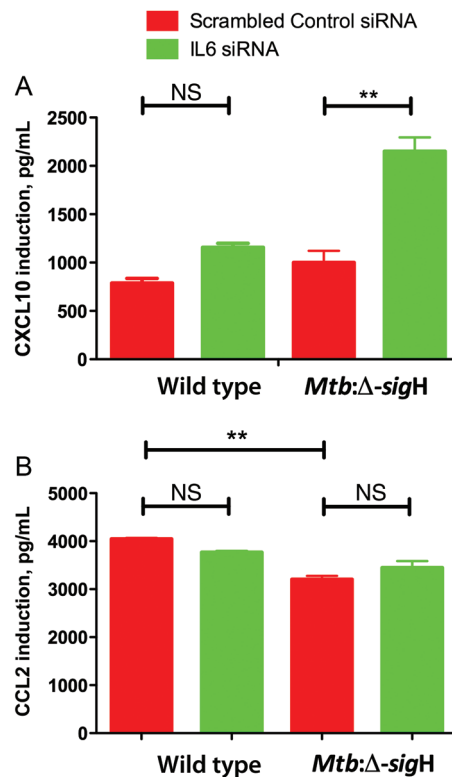 Scrambled Control siRNA
IL6 siRNA
A
NS
**
CXCL10 induction, pg/mL
2500
2000
1500
1000
500
0
Wild type
Mtb:Δ-sigH
B
**
NS
NS
CCL2 induction, pg/mL
5000
4000
3000
2000
1000
0
Wild type
Mtb:Δ-sigH